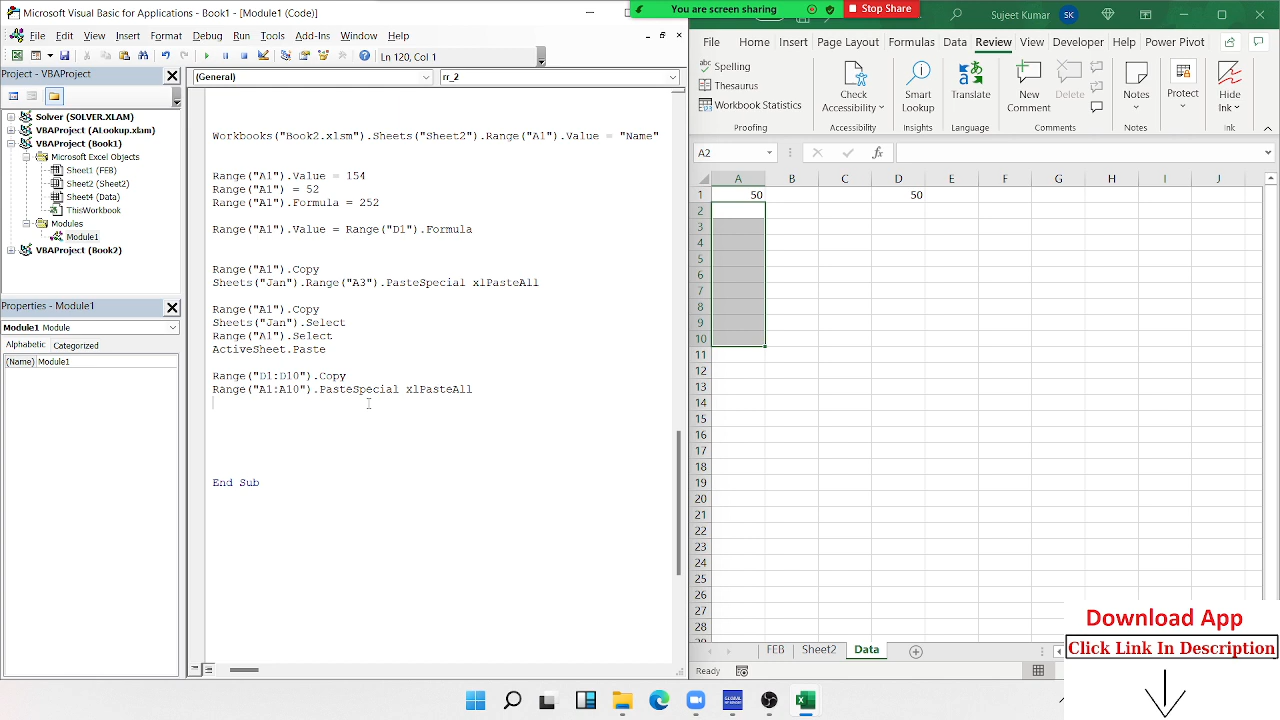 Microsoft Visual Basic for Applications - Book1 - [Module1 (Code)]
You are screen sharing
Stop Share
Sujeet Kumar
SK
File Edit View Insert Format Debug Run Tools Add-Ins Window Help
File Home Insert Page Layout Formulas Data Review View Developer Help Power Pivot
Ln 120, Col 1
Project - VBAProject
(General)
rr_2
Spelling
Thesaurus
Workbook Statistics
Check Accessibility
Smart Lookup
Translate
New Comment
Delete
Notes
Protect
Hide Ink
Proofing Accessibility Insights Language Comments Notes Ink
Solver (SOLVER.XLAM)
VBAProject (ALookup.xlam)
VBAProject (Book1)
Microsoft Excel Objects
Sheet1 (FEB)
Sheet2 (Sheet2)
Sheet4 (Data)
ThisWorkbook
Modules
Module1
VBAProject (Book2)
Properties - Module1
Module1 Module
Alphabetic Categorized
(Name) Module1
Workbooks("Book2.xlsm").Sheets("Sheet2").Range("A1").Value = "Name"
Range("A1").Value = 154
Range("A1") = 52
Range("A1").Formula = 252
Range("A1").Value = Range("D1").Formula
Range("A1").Copy
Sheets("Jan").Range("A3").PasteSpecial xlPasteAll
Range("A1").Copy
Sheets("Jan").Select
Range("A1").Select
ActiveSheet.Paste
Range("D1:D10").Copy
Range("A1:A10").PasteSpecial xlPasteAll
End Sub
A2
fx
A B C D E F G H I J
1 50 50
2
3
4
5
6
7
8
9
10
11
12
13
14
15
16
17
18
19
20
21
22
23
24
25
26
27
28
FEB Sheet2 Data
Ready
Download App
Click Link In Description